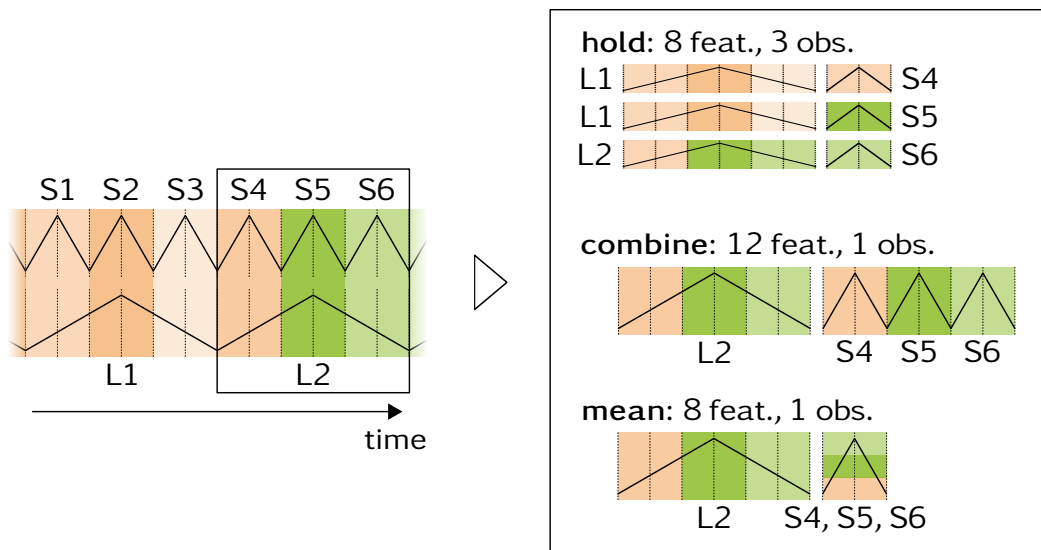 S1 S2 S3 S4 S5 S6
L1 L2
time
hold: 8 feat., 3 obs.
L1 S4
L1 S5
L2 S6
combine: 12 feat., 1 obs.
L2 S4 S5 S6
mean: 8 feat., 1 obs.
L2 S4, S5, S6